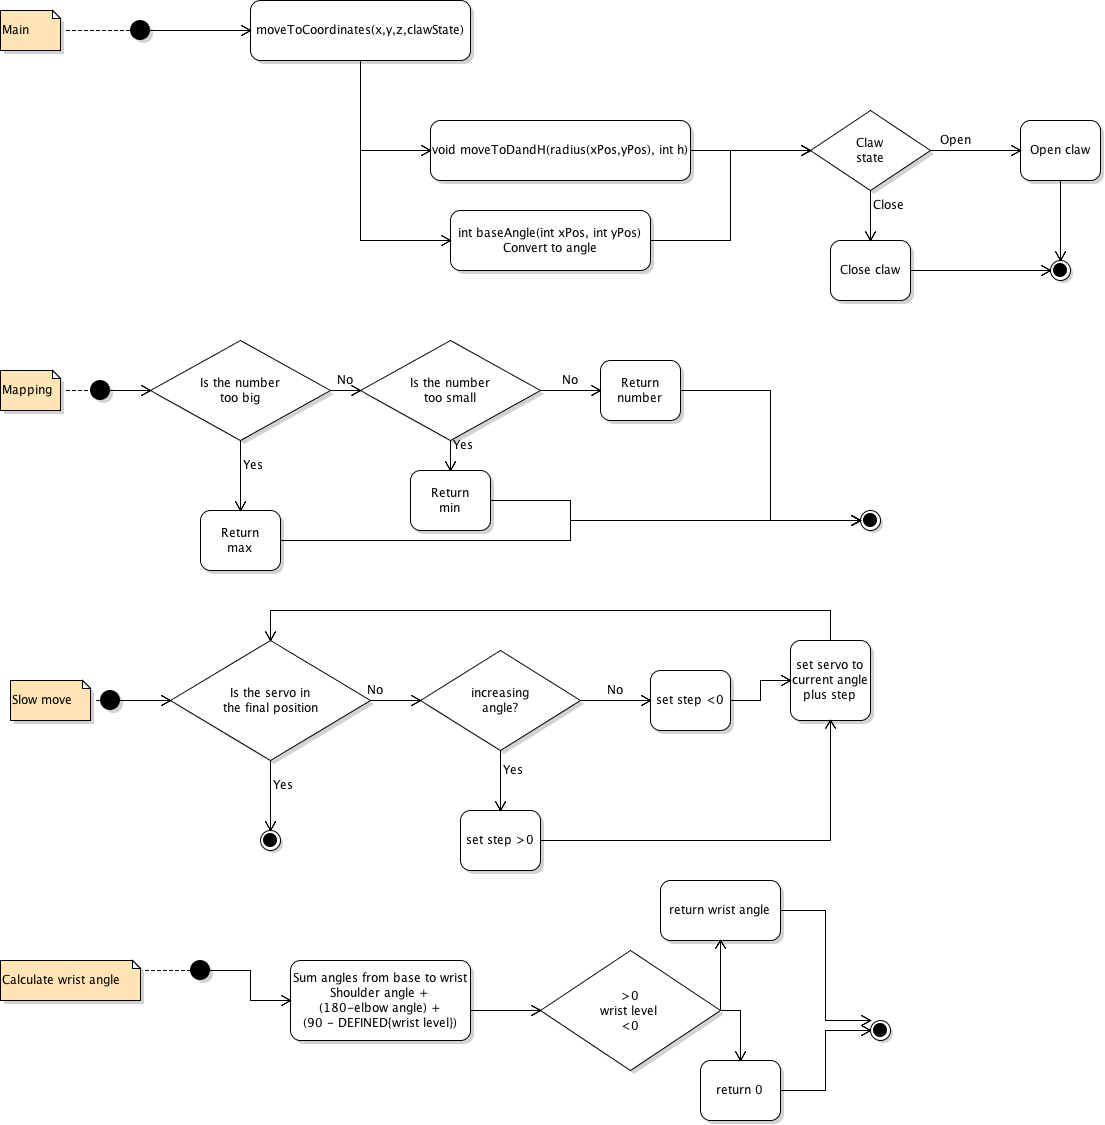 Main
moveToCoordinates(x,y,z,clawState)
void moveToDandH(radius(xPos,yPos), int h)
int baseAngle(int xPos, int yPos)
Convert to angle
Claw
state
Open
Open claw
Close
Close claw
Mapping
Is the number
too big
No
Is the number
too small
No
Return
number
Yes
Return
max
Yes
Return
min
Slow move
Is the servo in
the final position
No
increasing
angle?
No
set step <0
set servo to
current angle
plus step
Yes
Yes
set step >0
Calculate wrist angle
Sum angles from base to wrist
Shoulder angle +
(180-elbow angle) +
(90 - DEFINED{wrist level})
>0
wrist level
<0
return wrist angle
return 0